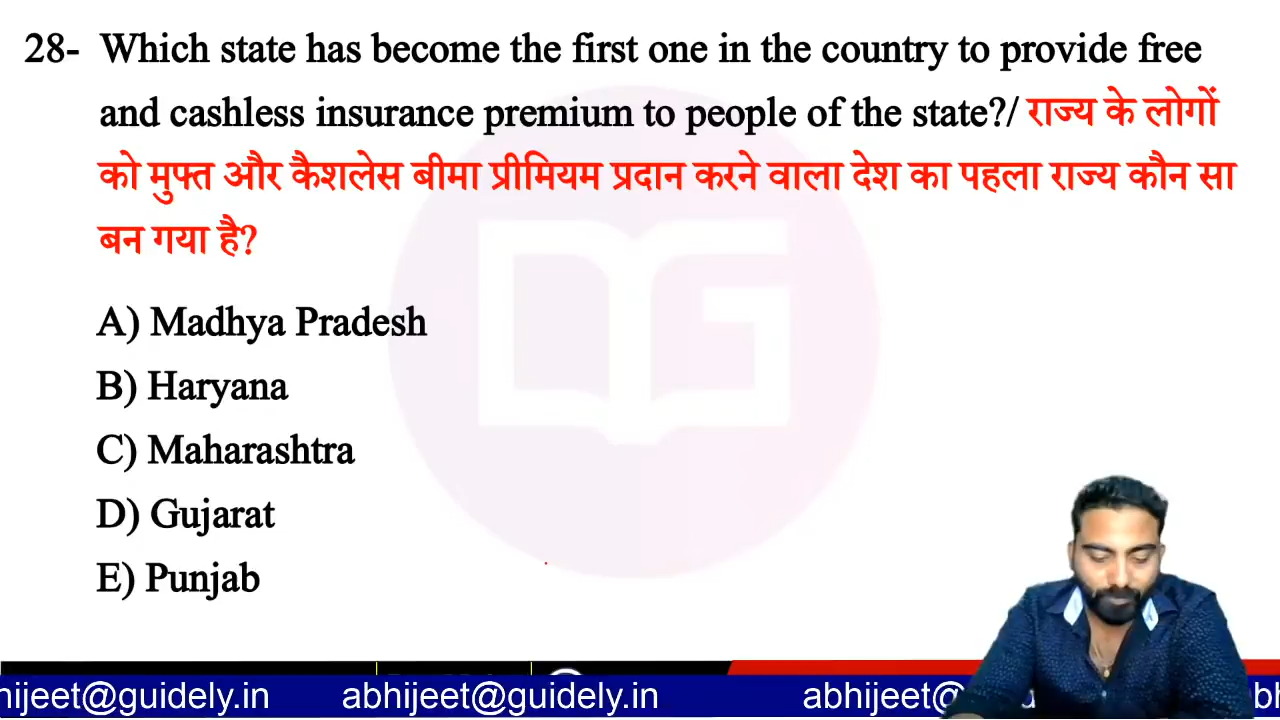 28- Which state has become the first one in the country to provide free
and cashless insurance premium to people of the state?/ राज्य के लोगों
को मुफ्त और कैशलेस बीमा प्रीमियम प्रदान करने वाला देश का पहला राज्य कौन सा
बन गया है?
A) Madhya Pradesh
B) Haryana
C) Maharashtra
D) Gujarat
E) Punjab
hijeet@guidely.in abhijeet@guidely.in abhijeet@